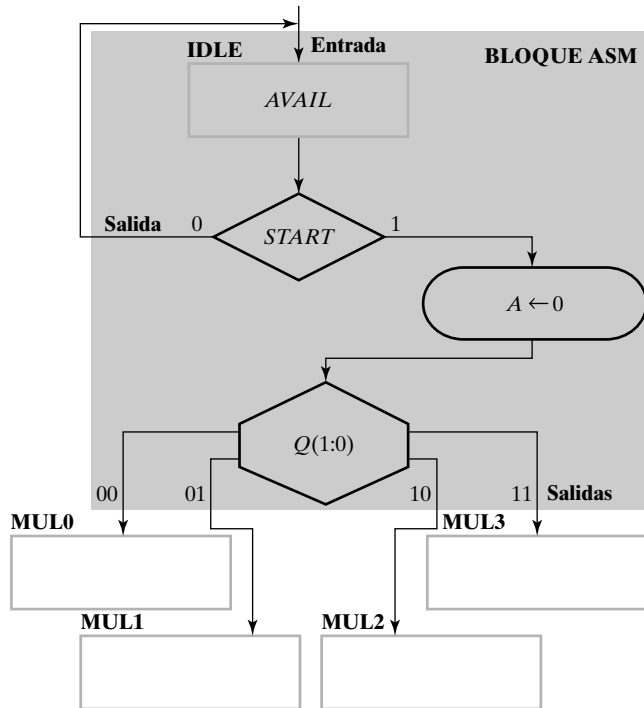 IDLE
Entrada
BLOQUE ASM
AVAIL
Salida
0
START
1
A ← 0
Q(1:0)
00
01
10
11
Salidas
MUL0
MUL3
MUL1
MUL2